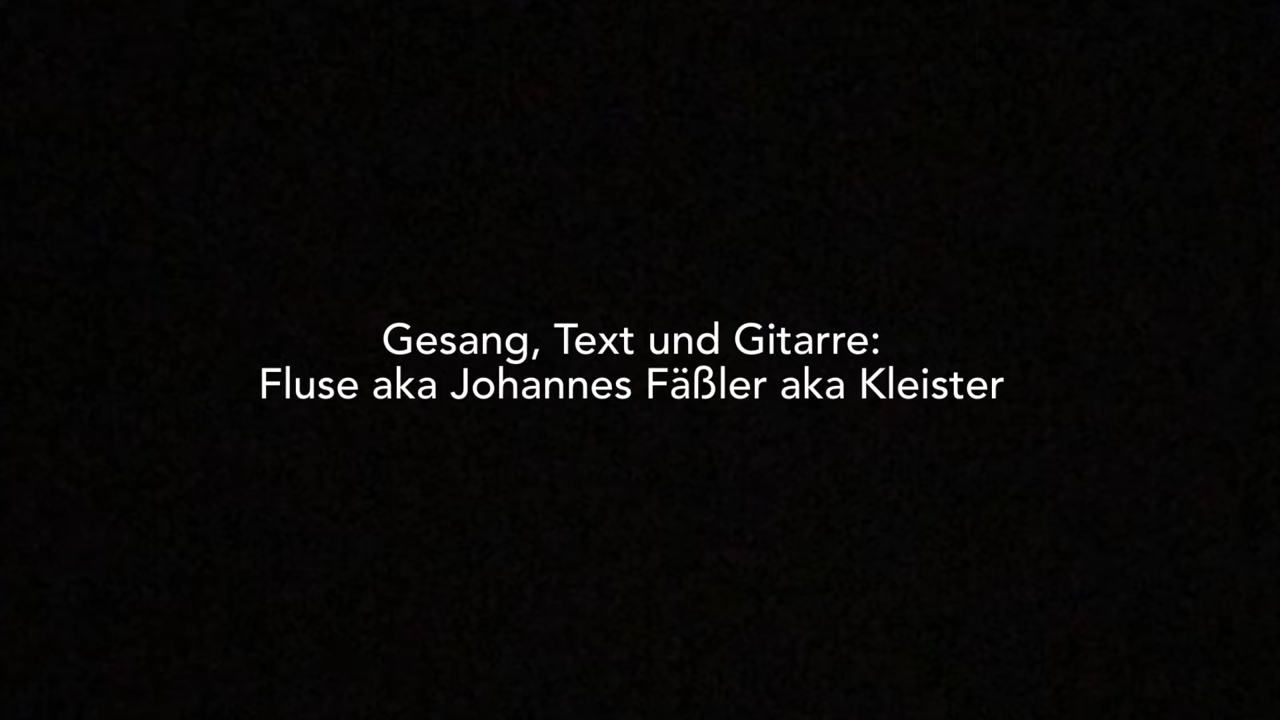 Gesang, Text und Gitarre:
Fluse aka Johannes Fäßler aka Kleister